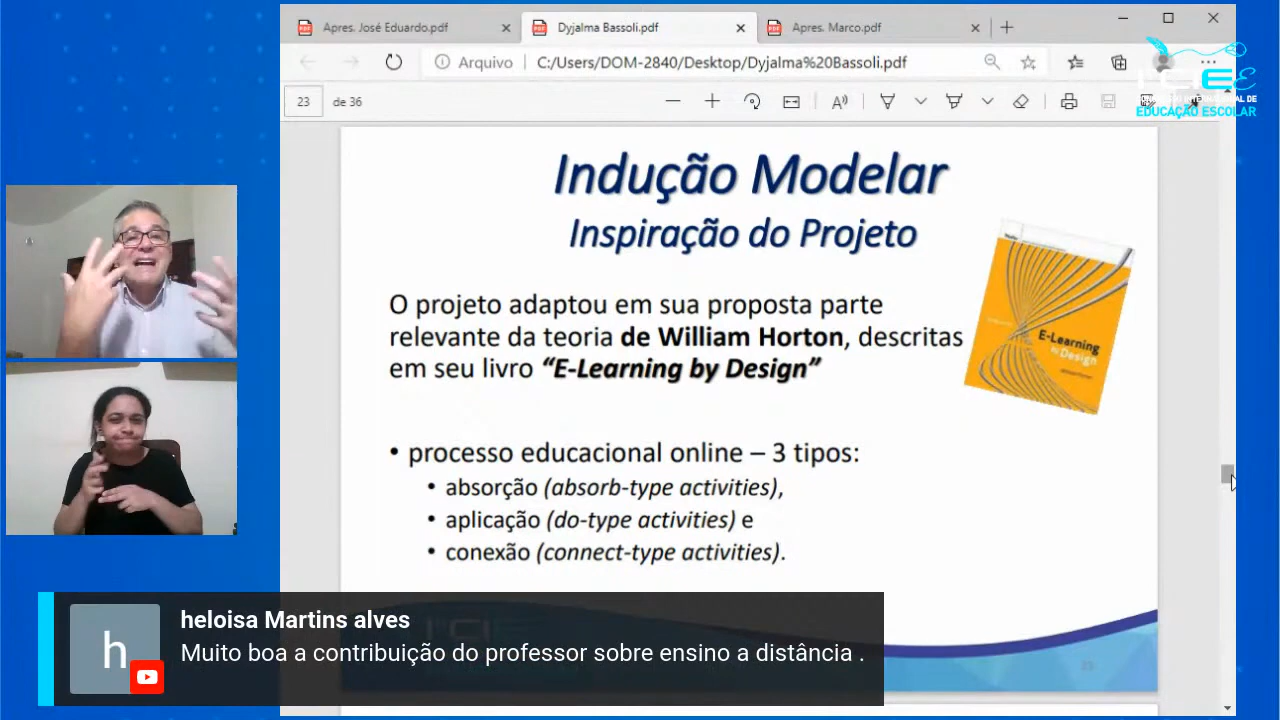 Apres. José Eduardo.pdf
Dyjalma Bassoli.pdf
Apres. Marco.pdf
Arquivo
C:/Users/DOM-2840/Desktop/Dyjalma%20Bassoli.pdf
23
de 36
EDUCAÇÃO ESCOLAR
Indução Modelar
Inspiração do Projeto
O projeto adaptou em sua proposta parte
relevante da teoria de William Horton, descritas
em seu livro “E-Learning by Design”
E-Learning
by Design
• processo educacional online – 3 tipos:
• absorção (absorb-type activities),
• aplicação (do-type activities) e
• conexão (connect-type activities).
h
heloisa Martins alves
Muito boa a contribuição do professor sobre ensino a distância .
23